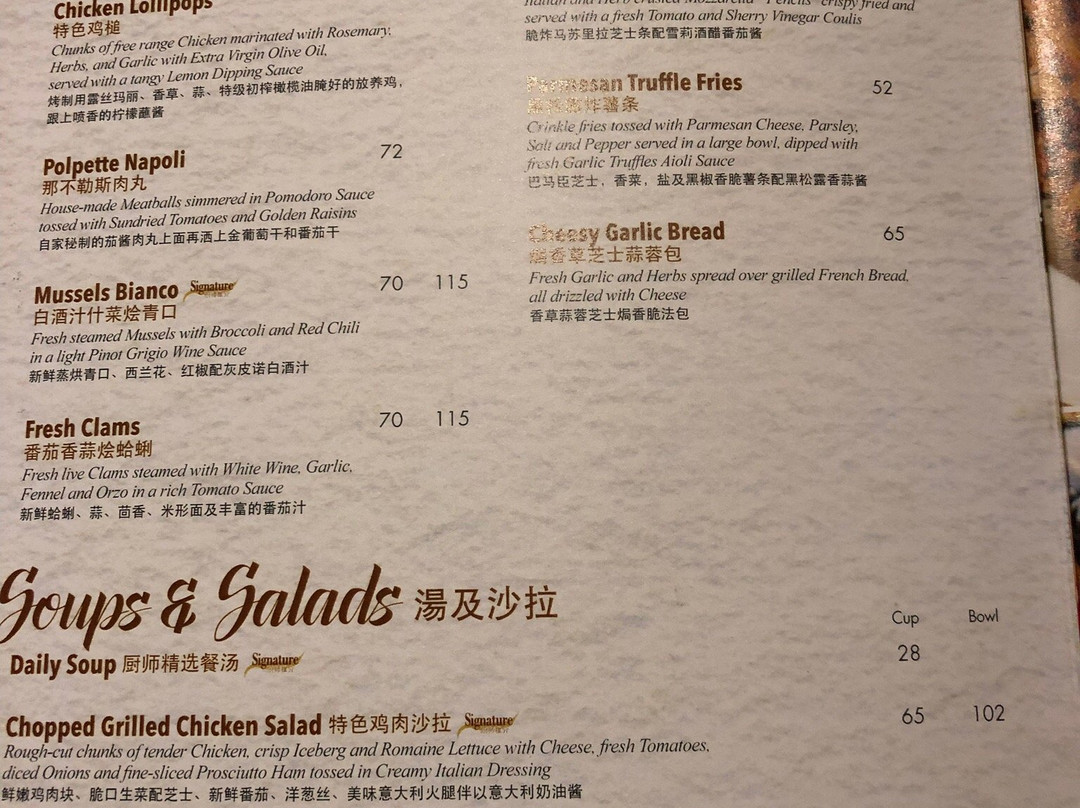 Chicken Lollipops
特色鸡槌
Chunks of free range Chicken marinated with Rosemary,
Herbs, and Garlic with Extra Virgin Olive Oil,
served with a tangy Lemon Dipping Sauce
烤制用露丝玛丽、香草、蒜、特级初榨橄榄油腌好的放养鸡，
跟上喷香的柠檬蘸酱
Polpette Napoli 72
那不勒斯肉丸
House-made Meatballs simmered in Pomodoro Sauce
tossed with Sundried Tomatoes and Golden Raisins
自家秘制的茄酱肉丸上面再洒上金葡萄干和番茄干
Mussels Bianco Signature 70 115
白酒汁什菜烩青口
Fresh steamed Mussels with Broccoli and Red Chili
in a light Pinot Grigio Wine Sauce
新鲜蒸烘青口、西兰花、红椒配灰皮诺白酒汁
Fresh Clams 70 115
番茄香蒜烩蛤蜊
Fresh live Clams steamed with White Wine, Garlic,
Fennel and Orzo in a rich Tomato Sauce
新鲜蛤蜊、蒜、茴香、米形面及丰富的番茄汁
Italian and Herb crusted Mozzarella "Pencils" crispy fried and
served with a fresh Tomato and Sherry Vinegar Coulis
脆炸马苏里拉芝士条配雪莉酒醋番茄酱
Parmesan Truffle Fries 52
炸薯条
Crinkle fries tossed with Parmesan Cheese, Parsley,
Salt and Pepper served in a large bowl, dipped with
fresh Garlic Truffles Aioli Sauce
巴马臣芝士，香菜，盐及黑椒香脆薯条配黑松露香蒜酱
Cheesy Garlic Bread 65
焗香草芝士蒜蓉包
Fresh Garlic and Herbs spread over grilled French Bread,
all drizzled with Cheese
香草蒜蓉芝士焗香脆法包
Soups & Salads 湯及沙拉
Cup Bowl
Daily Soup 厨师精选餐汤 Signature 28
Chopped Grilled Chicken Salad 特色鸡肉沙拉 Signature 65 102
Rough-cut chunks of tender Chicken, crisp Iceberg and Romaine Lettuce with Cheese, fresh Tomatoes,
diced Onions and fine-sliced Prosciutto Ham tossed in Creamy Italian Dressing
鲜嫩鸡肉块、脆口生菜配芝士、新鲜番茄、洋葱丝、美味意大利火腿伴以意大利奶油酱